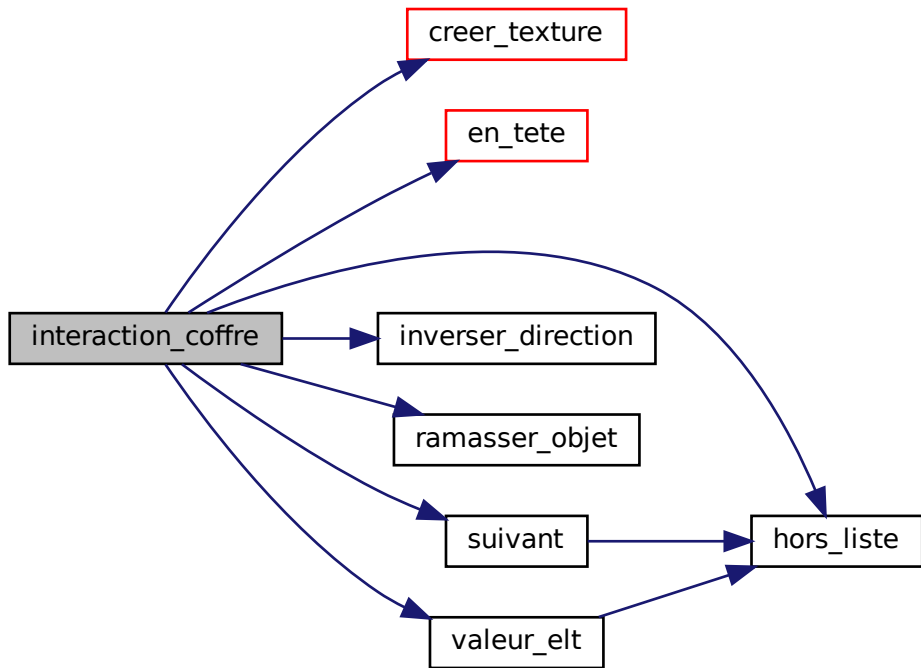 creer_texture
en_tete
interaction_coffre
inverser_direction
ramasser_objet
suivant
hors_liste
valeur_elt